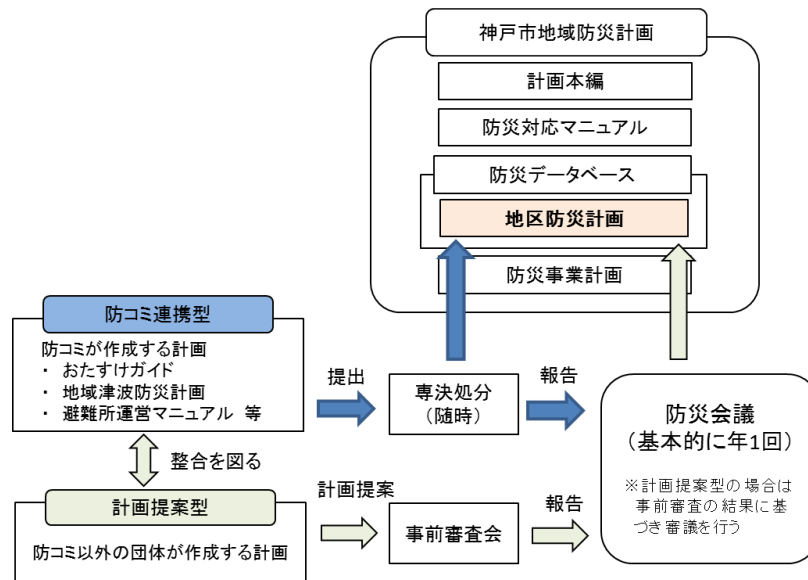 神戸市地域防災計画
計画本編
防災対応マニュアル
防災データベース
地区防災計画
防災事業計画
防コミ連携型
防コミが作成する計画
・ おたすけガイド
・ 地域津波防災計画
・ 避難所運営マニュアル 等
提出
専決処分
（随時）
報告
防災会議
（基本的に年1回）
※計画提案型の場合は
事前審査の結果に基
づき審議を行う
整合を図る
計画提案型
防コミ以外の団体が作成する計画
計画提案
事前審査会
報告